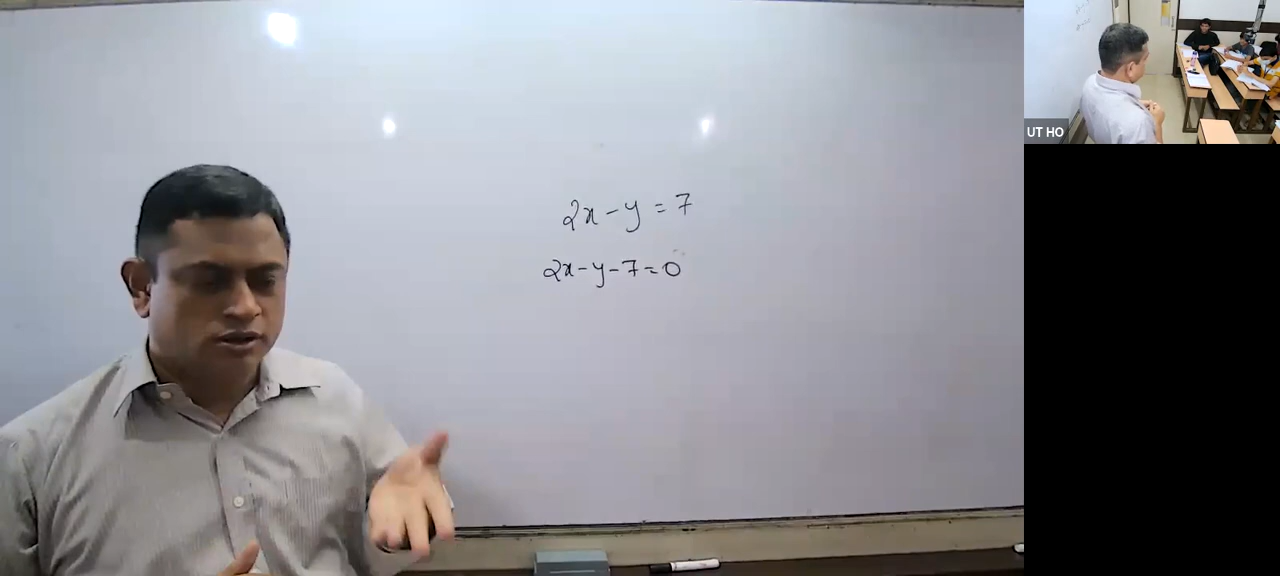 2x - y = 7
2x - y - 7 = 0
UT HO